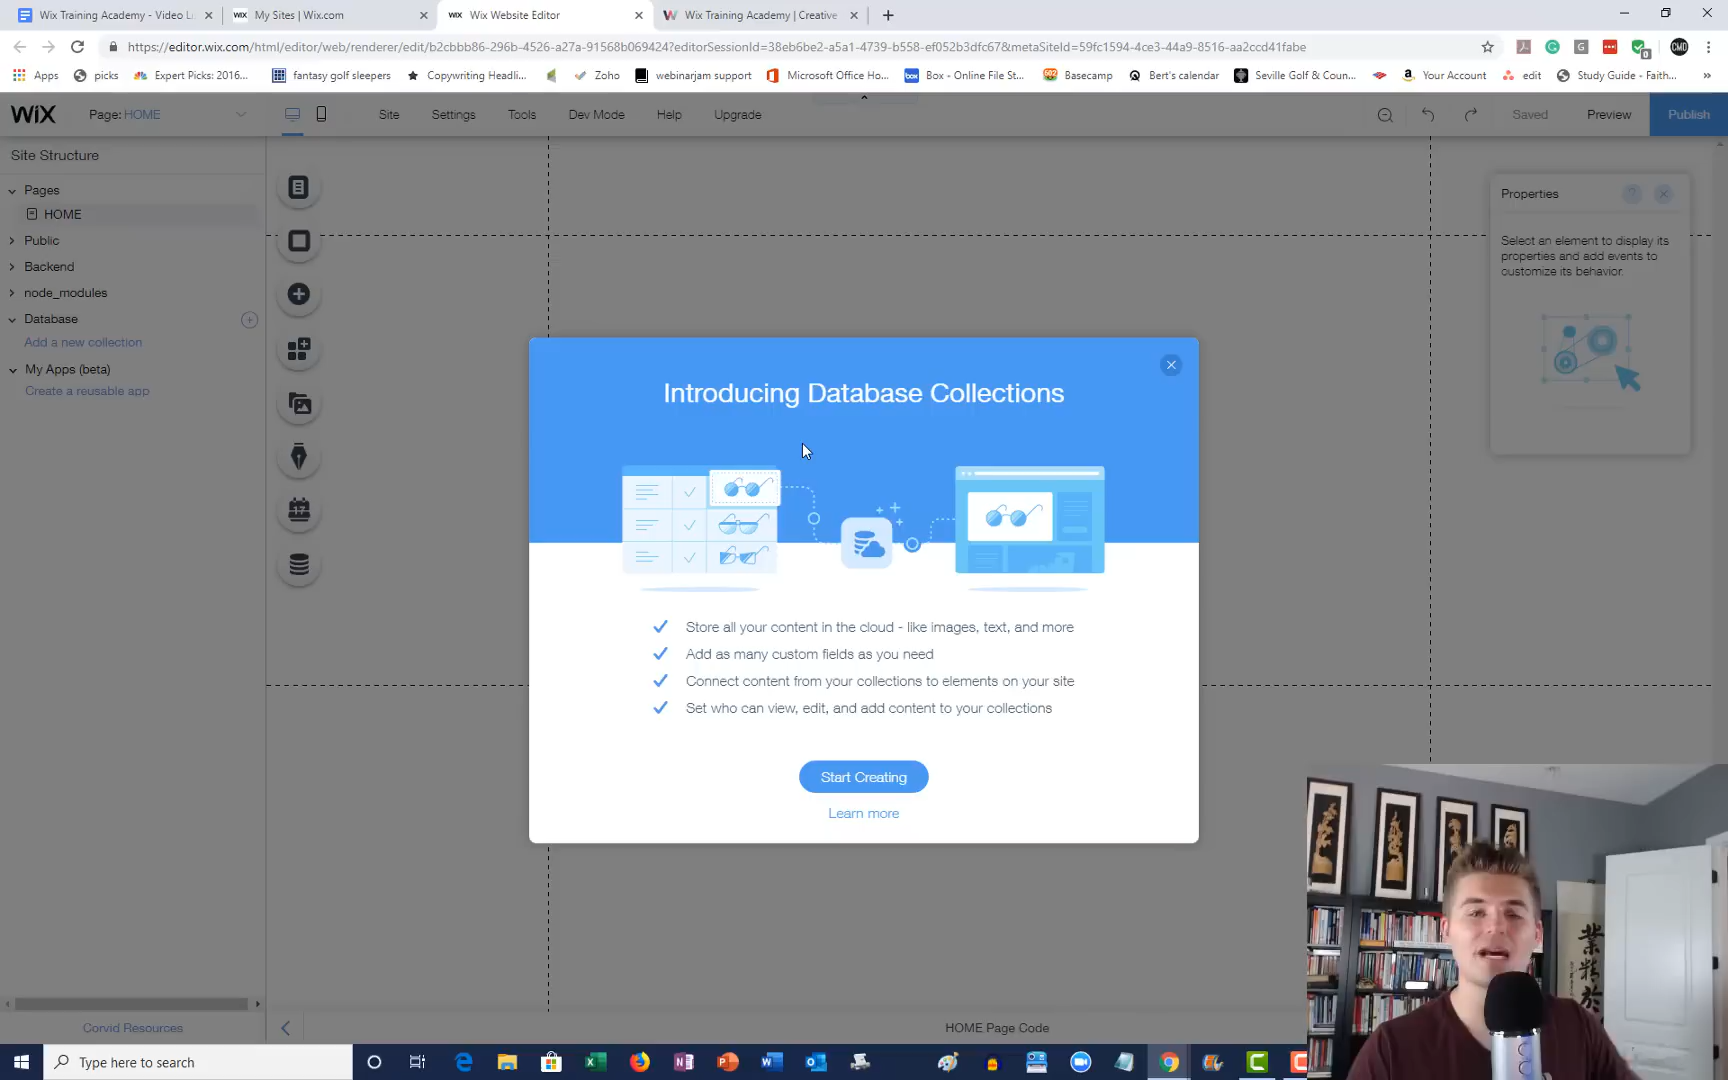 Wix Training Academy - Video L
My Sites | Wix.com
Wix Website Editor
Wix Training Academy | Creative
https://editor.wix.com/html/editor/web/renderer/edit/b2cbbb86-296b-4526-a27a-91568b069424?editorSessionId=38eb6be2-a5a1-4739-b558-ef052b3dfc67&metaSiteId=59fc1594-4ce3-44a9-8516-aa2ccd41fabe
Apps
picks
Expert Picks: 2016...
fantasy golf sleepers
Copywriting Headli...
Zoho
webinarjam support
Microsoft Office Ho...
Box - Online File St...
Basecamp
Bert's calendar
Seville Golf & Coun...
Your Account
edit
Study Guide - Faith...
WiX
Page: HOME
Site
Settings
Tools
Dev Mode
Help
Upgrade
Saved
Preview
Publish
Site Structure
Pages
HOME
Public
Backend
node_modules
Database
Add a new collection
My Apps (beta)
Create a reusable app
Properties
Select an element to display its
properties and add events to
customize its behavior.
Introducing Database Collections
Store all your content in the cloud - like images, text, and more
Add as many custom fields as you need
Connect content from your collections to elements on your site
Set who can view, edit, and add content to your collections
Start Creating
Learn more
業精於
Corvid Resources
HOME Page Code
Type here to search